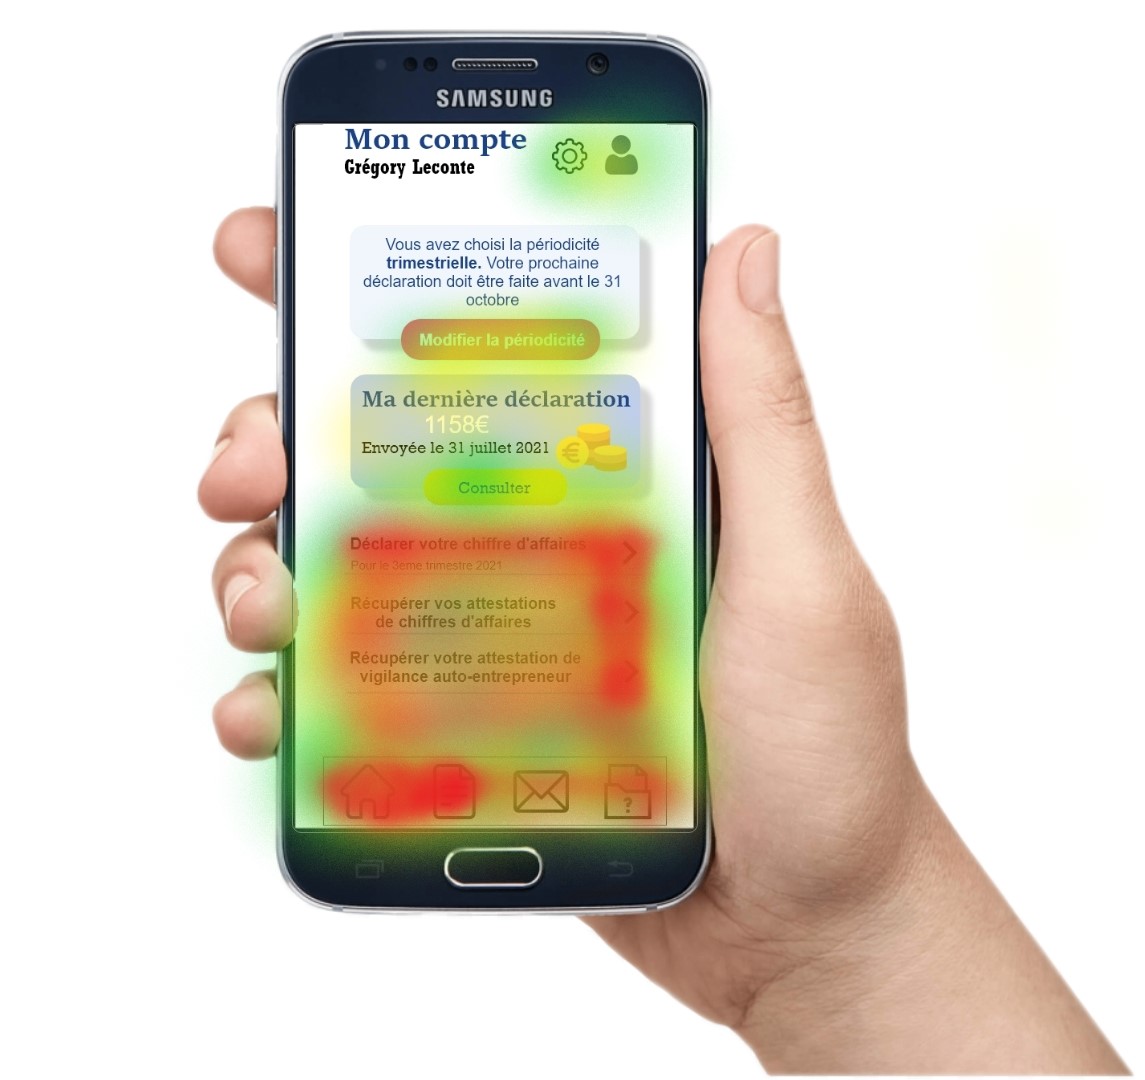 SAMSUNG
Mon compte
Grégory Leconte
Vous avez choisi la périodicité
trimestrielle. Votre prochaine
déclaration doit être faite avant le 31
octobre
Modifier la périodicité
Ma dernière déclaration
1158€
Envoyée le 31 juillet 2021
€
Consulter
Déclarer votre chiffre d'affaires
Pour le 3eme trimestre 2021
Récupérer vos attestations
de chiffres d'affaires
Récupérer votre attestation de
vigilance auto-entrepreneur
?